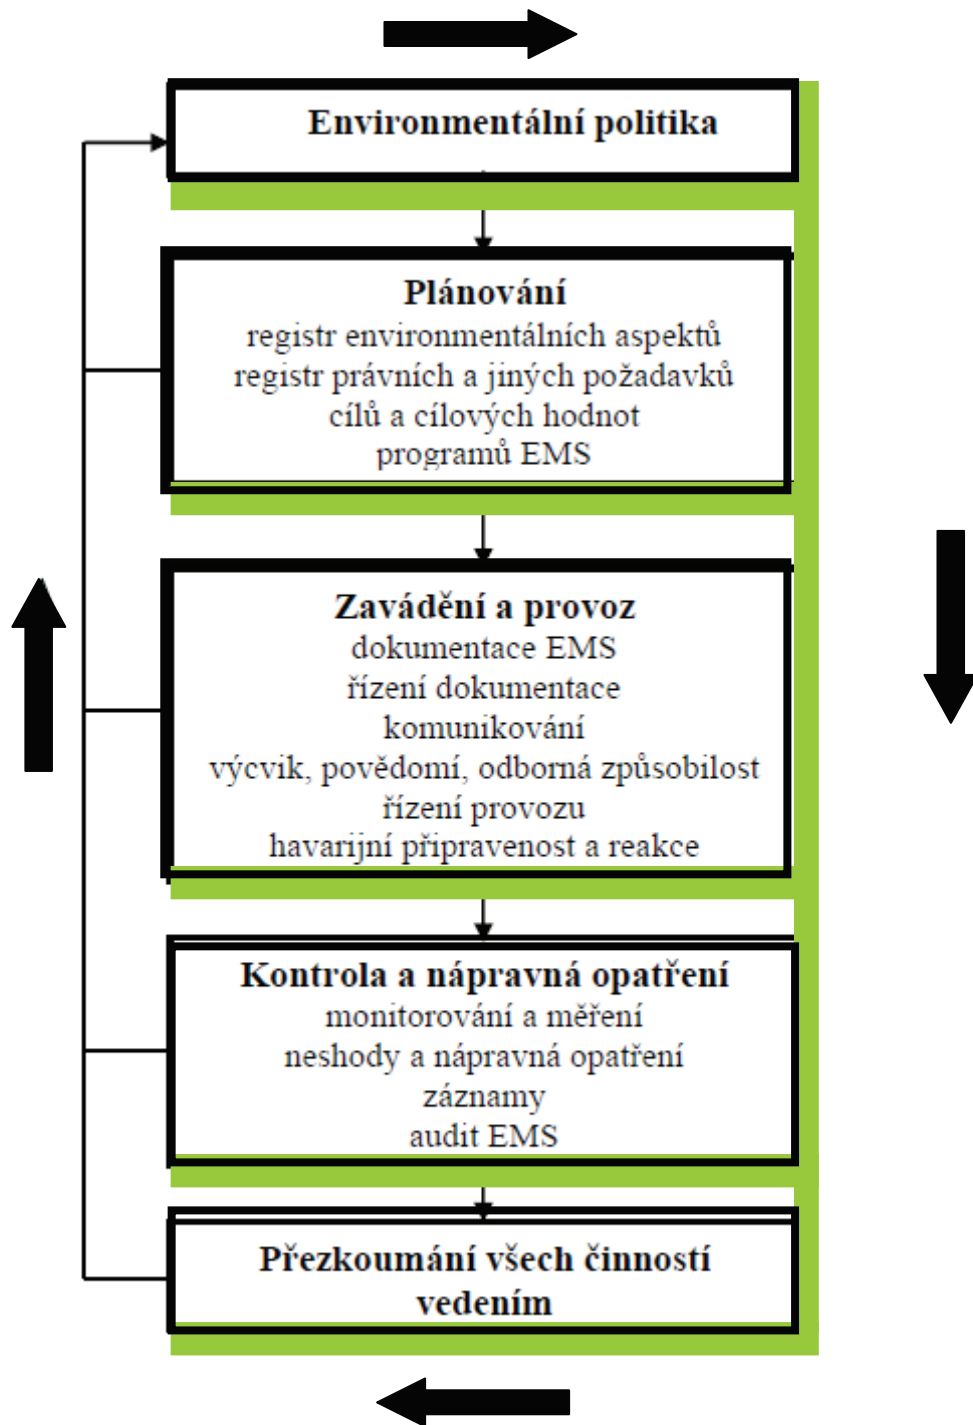 Environmentální politika
Plánování
registr environmentálních aspektů
registr právních a jiných požadavků
cílů a cílových hodnot
programů EMS
Zavádění a provoz
dokumentace EMS
řízení dokumentace
komunikování
výcvik, povědomí, odborná způsobilost
řízení provozu
havarijní připravenost a reakce
Kontrola a nápravná opatření
monitorování a měření
neshody a nápravná opatření
záznamy
audit EMS
Přezkoumání všech činností
vedením